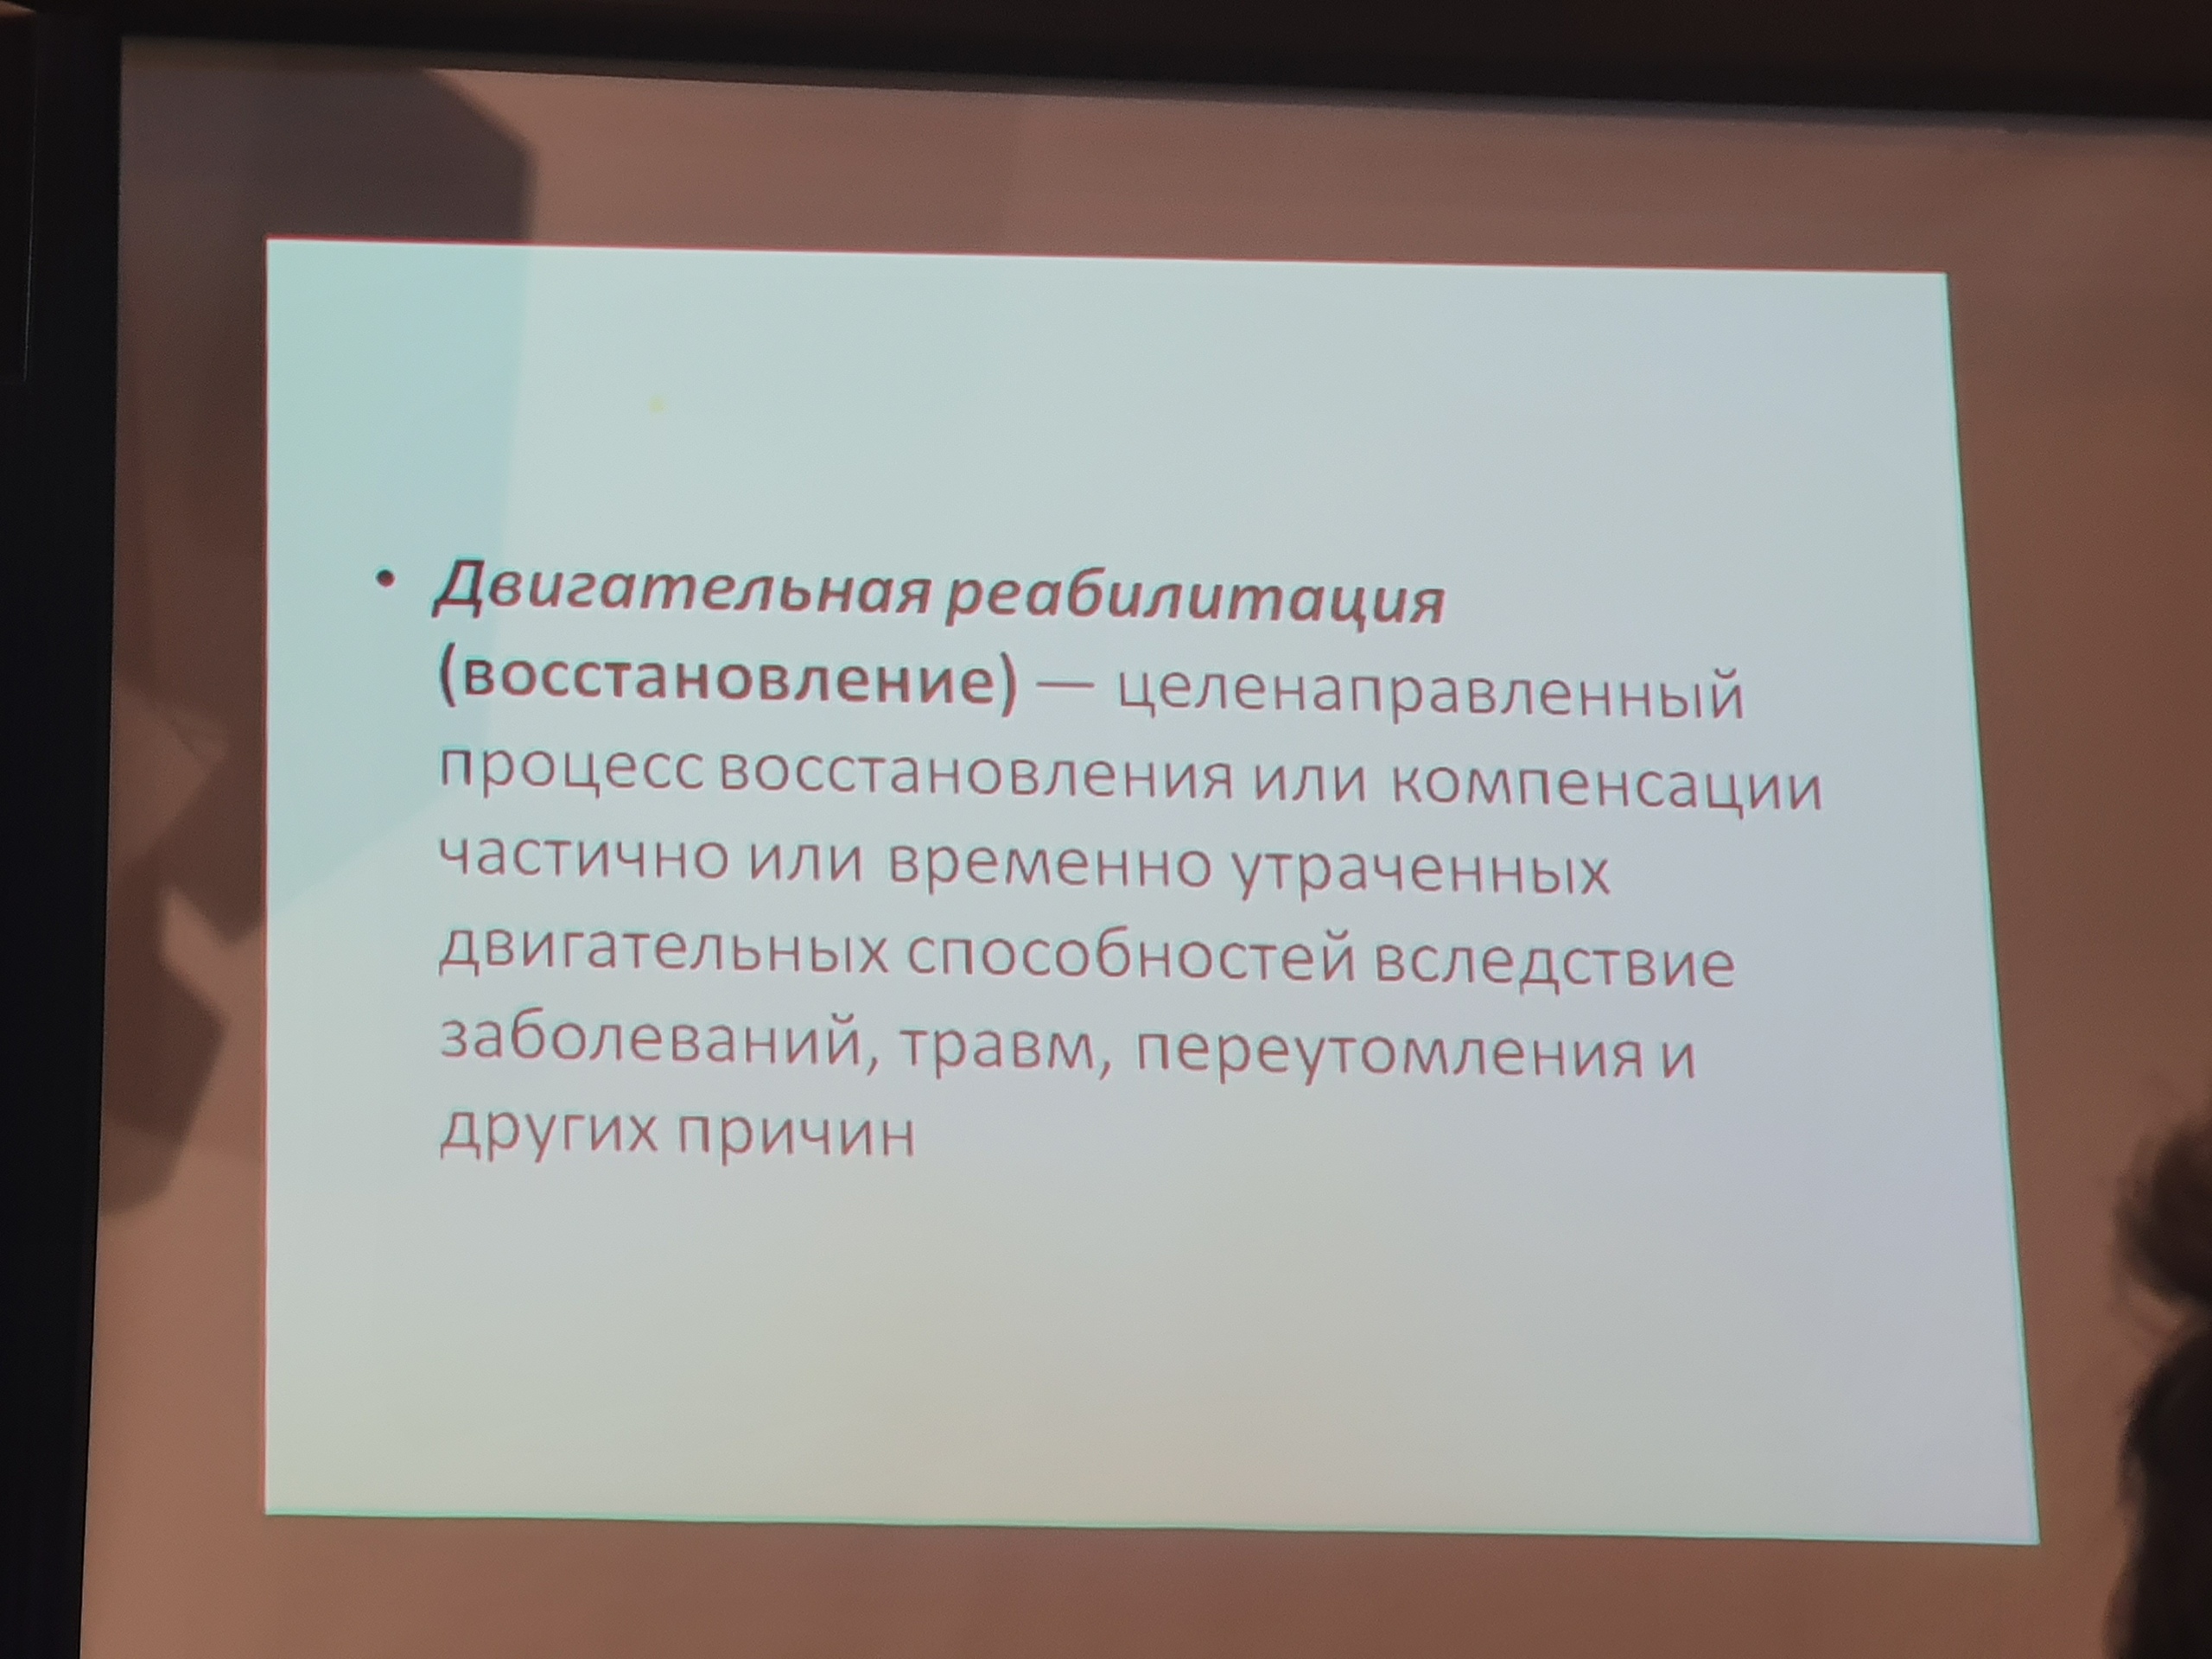 • Двигательная реабилитация
(восстановление) — целенаправленный
процесс восстановления или компенсации
частично или временно утраченных
двигательных способностей вследствие
заболеваний, травм, переутомления и
других причин